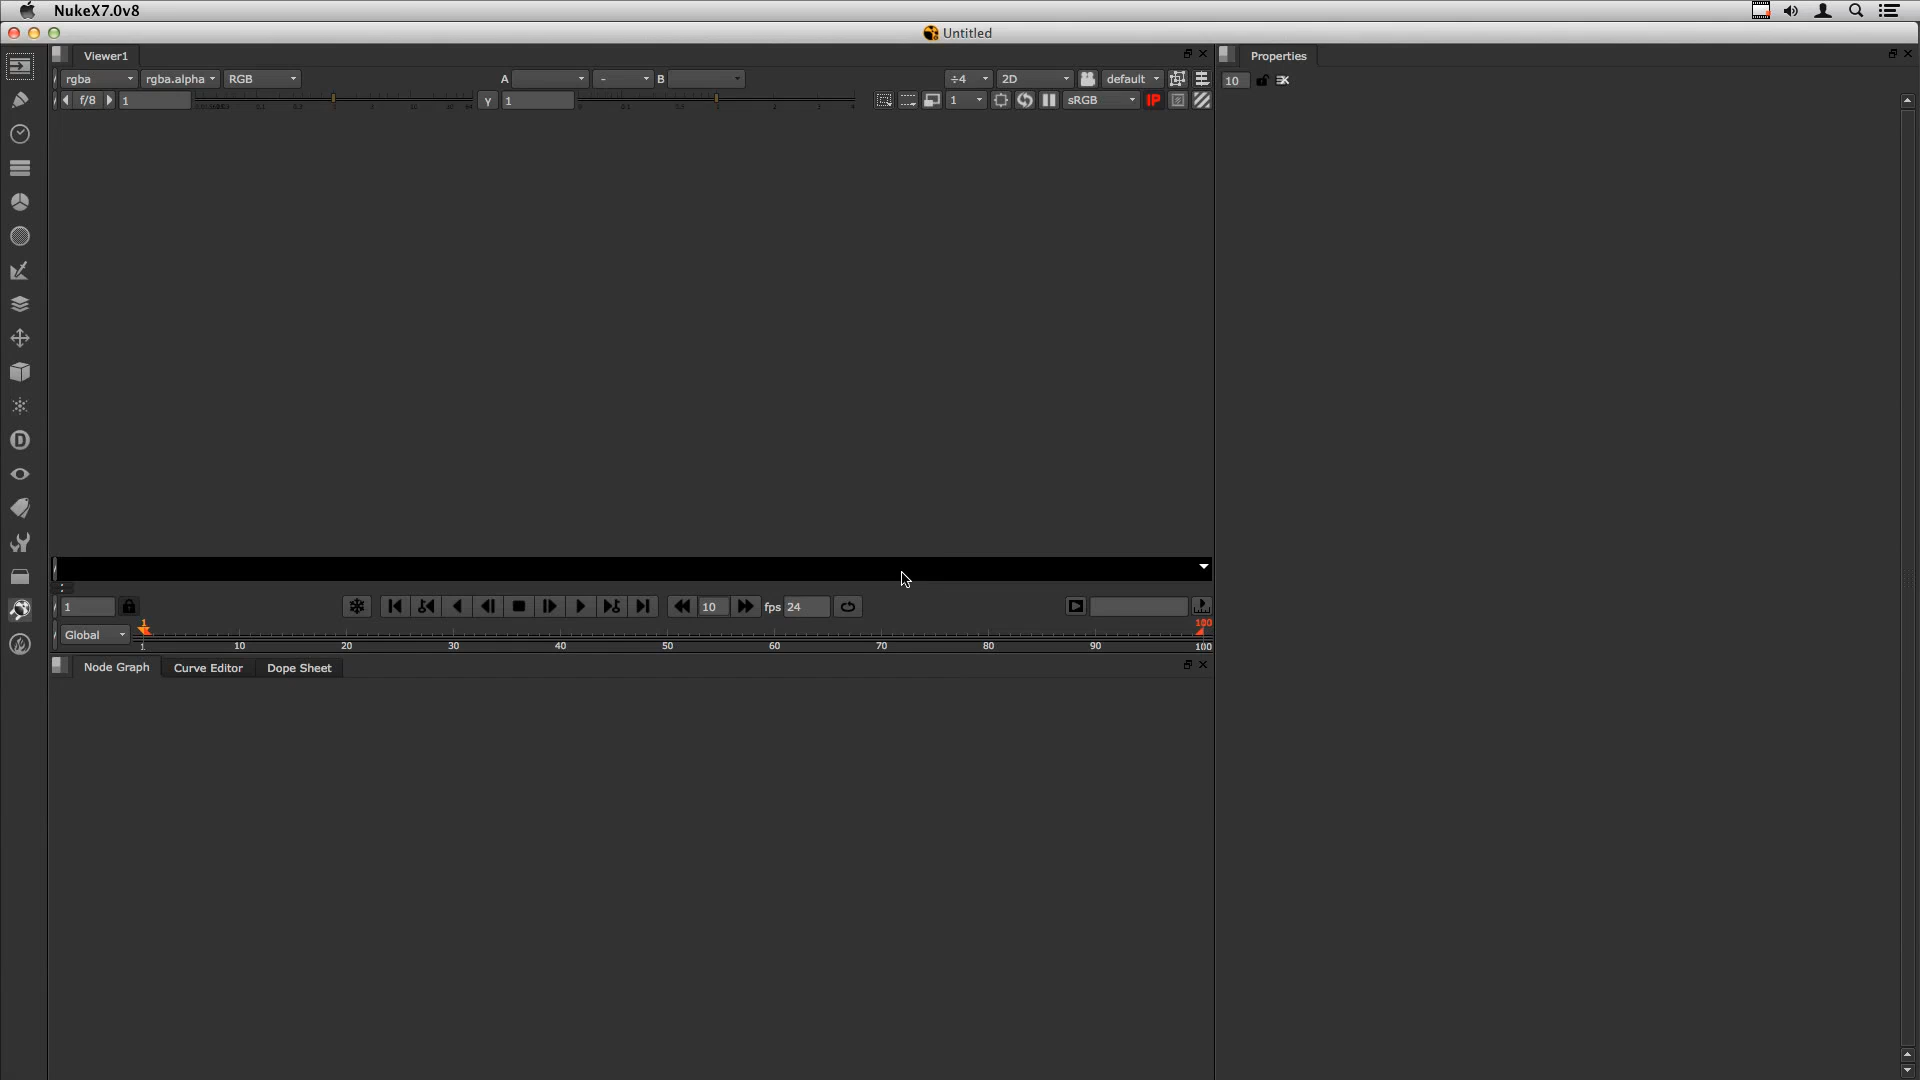 NukeX7.0v8
Untitled
Viewer1
Properties
rgba rgba.alpha RGB A - B ÷4 2D default
10
f/8 1 γ 1 1 sRGB IP
1 10 fps 24
Global 1 100
1 10 20 30 40 50 60 70 80 90 100
Node Graph Curve Editor Dope Sheet